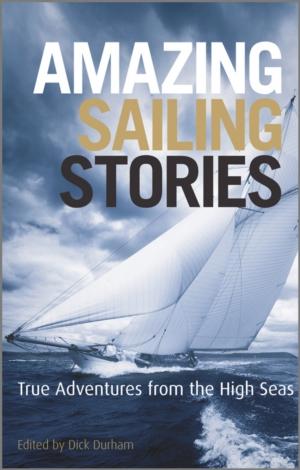 AMAZING
SAILING
STORIES
True Adventures from the High Seas
Edited by Dick Durham